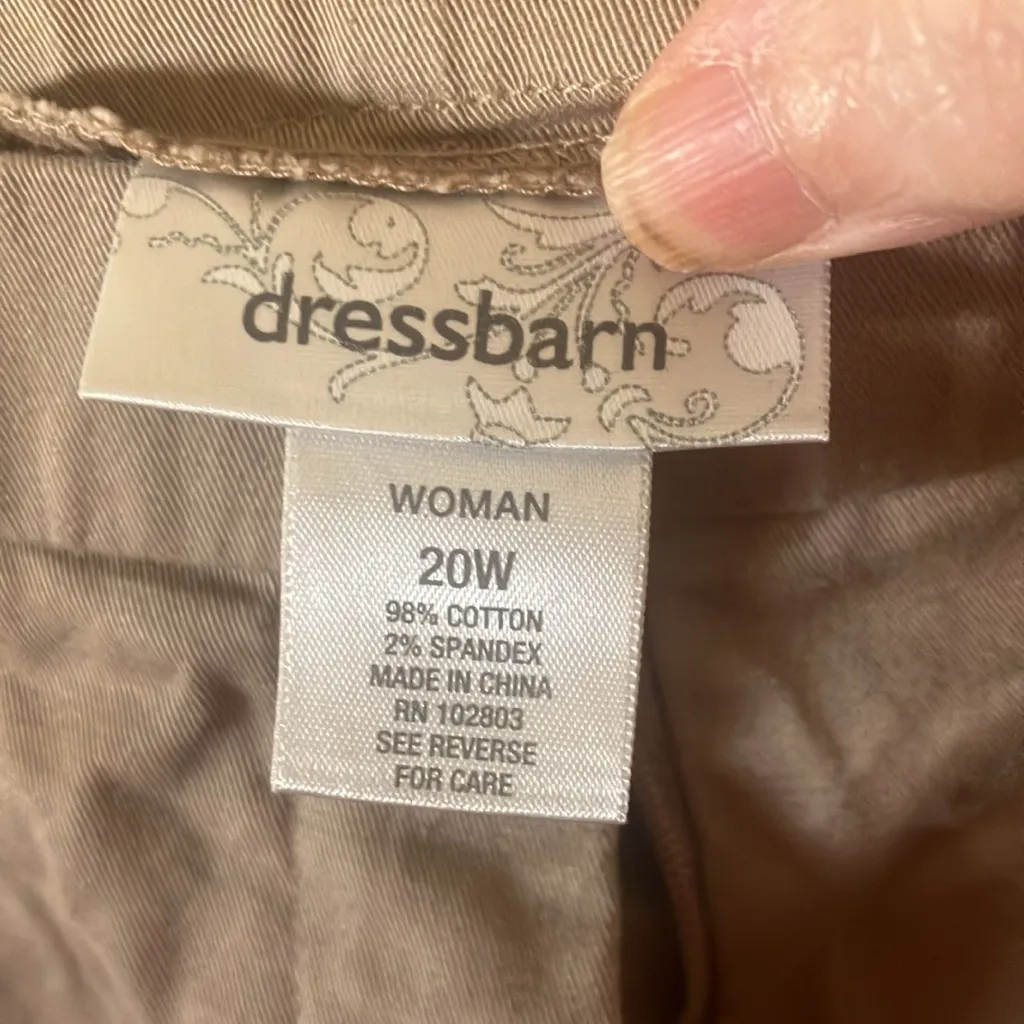 dressbarn
WOMAN
20W
98% COTTON
2% SPANDEX
MADE IN CHINA
RN 102803
SEE REVERSE
FOR CARE